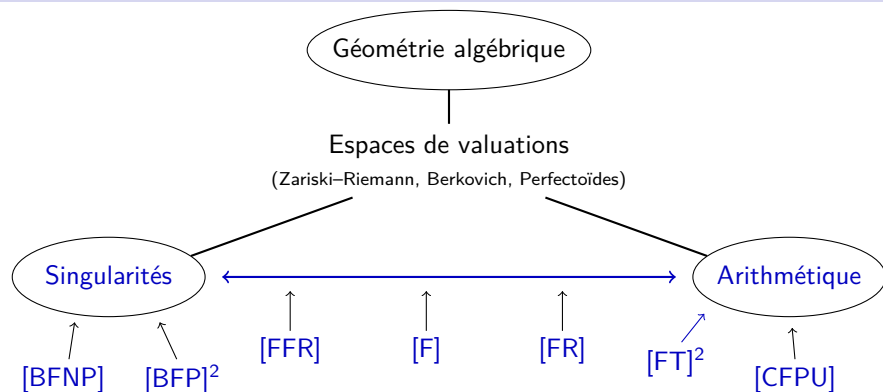 Géométrie algébrique
Espaces de valuations
(Zariski–Riemann, Berkovich, Perfectoïdes)
Singularités
Arithmétique
[FFR] [F] [FR] [FT]²
[BFNP] [BFP]² [CFPU]